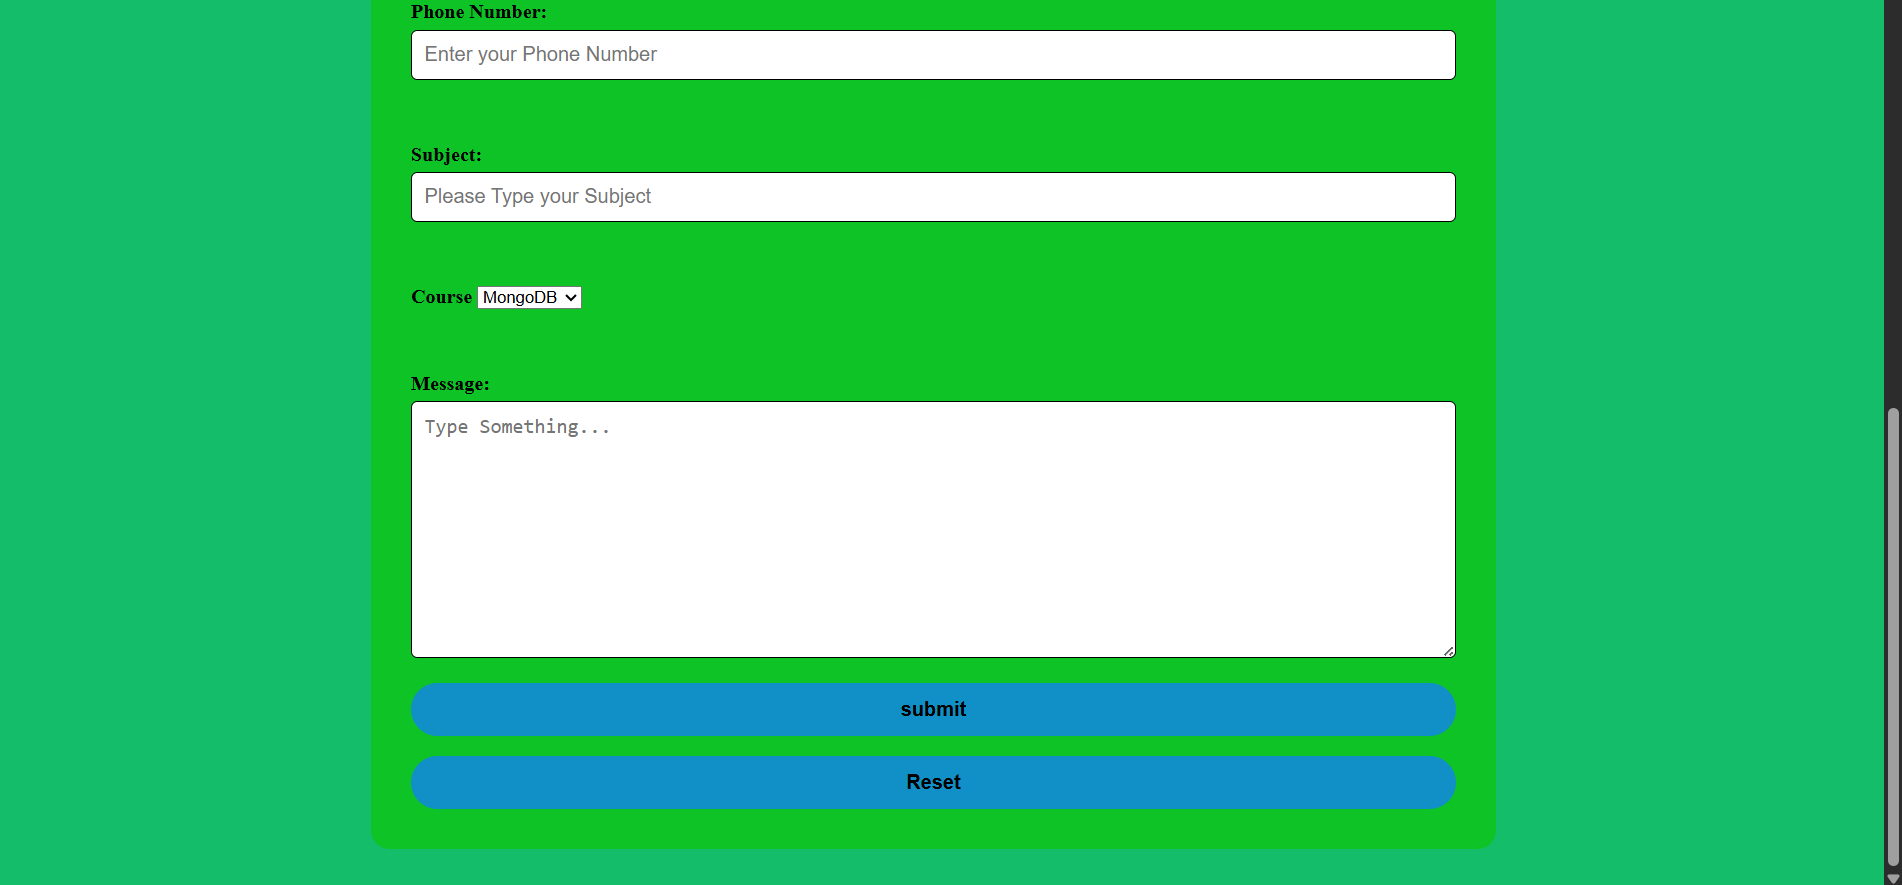 Phone Number:
Enter your Phone Number
Subject:
Please Type your Subject
Course MongoDB
Message:
Type Something...
submit
Reset